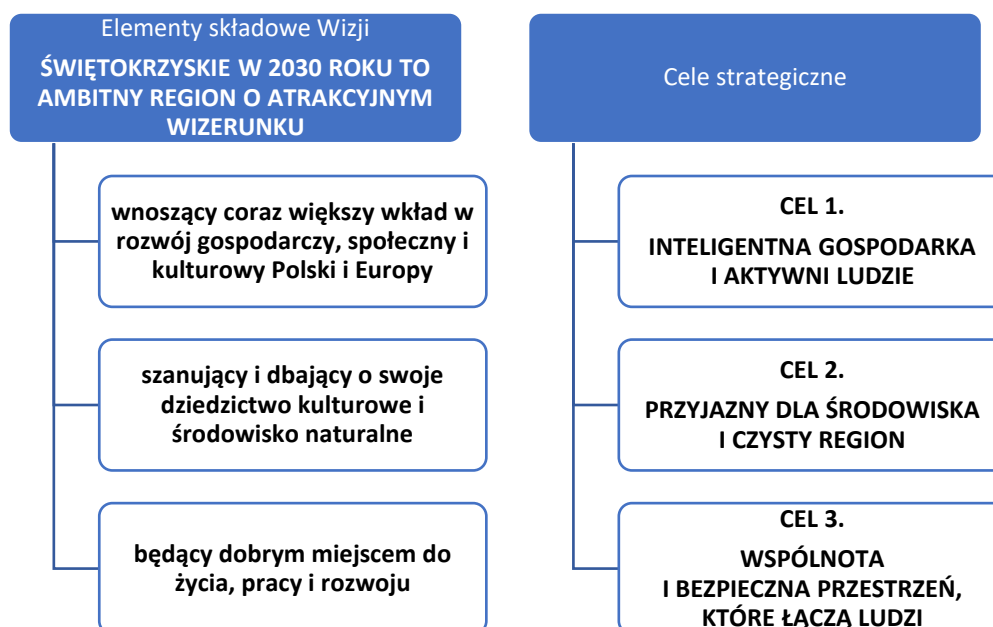 Elementy składowe Wizji
ŚWIĘTOKRZYSKIE W 2030 ROKU TO
AMBITNY REGION O ATRAKCYJNYM
WIZERUNKU
wnoszący coraz większy wkład w
rozwój gospodarczy, społeczny i
kulturowy Polski i Europy
szanujący i dbający o swoje
dziedzictwo kulturowe i
środowisko naturalne
będący dobrym miejscem do
życia, pracy i rozwoju
Cele strategiczne
CEL 1.
INTELIGENTNA GOSPODARKA
I AKTYWNI LUDZIE
CEL 2.
PRZYJAZNY DLA ŚRODOWISKA
I CZYSTY REGION
CEL 3.
WSPÓLNOTA
I BEZPIECZNA PRZESTRZEŃ,
KTÓRE ŁĄCZĄ LUDZI